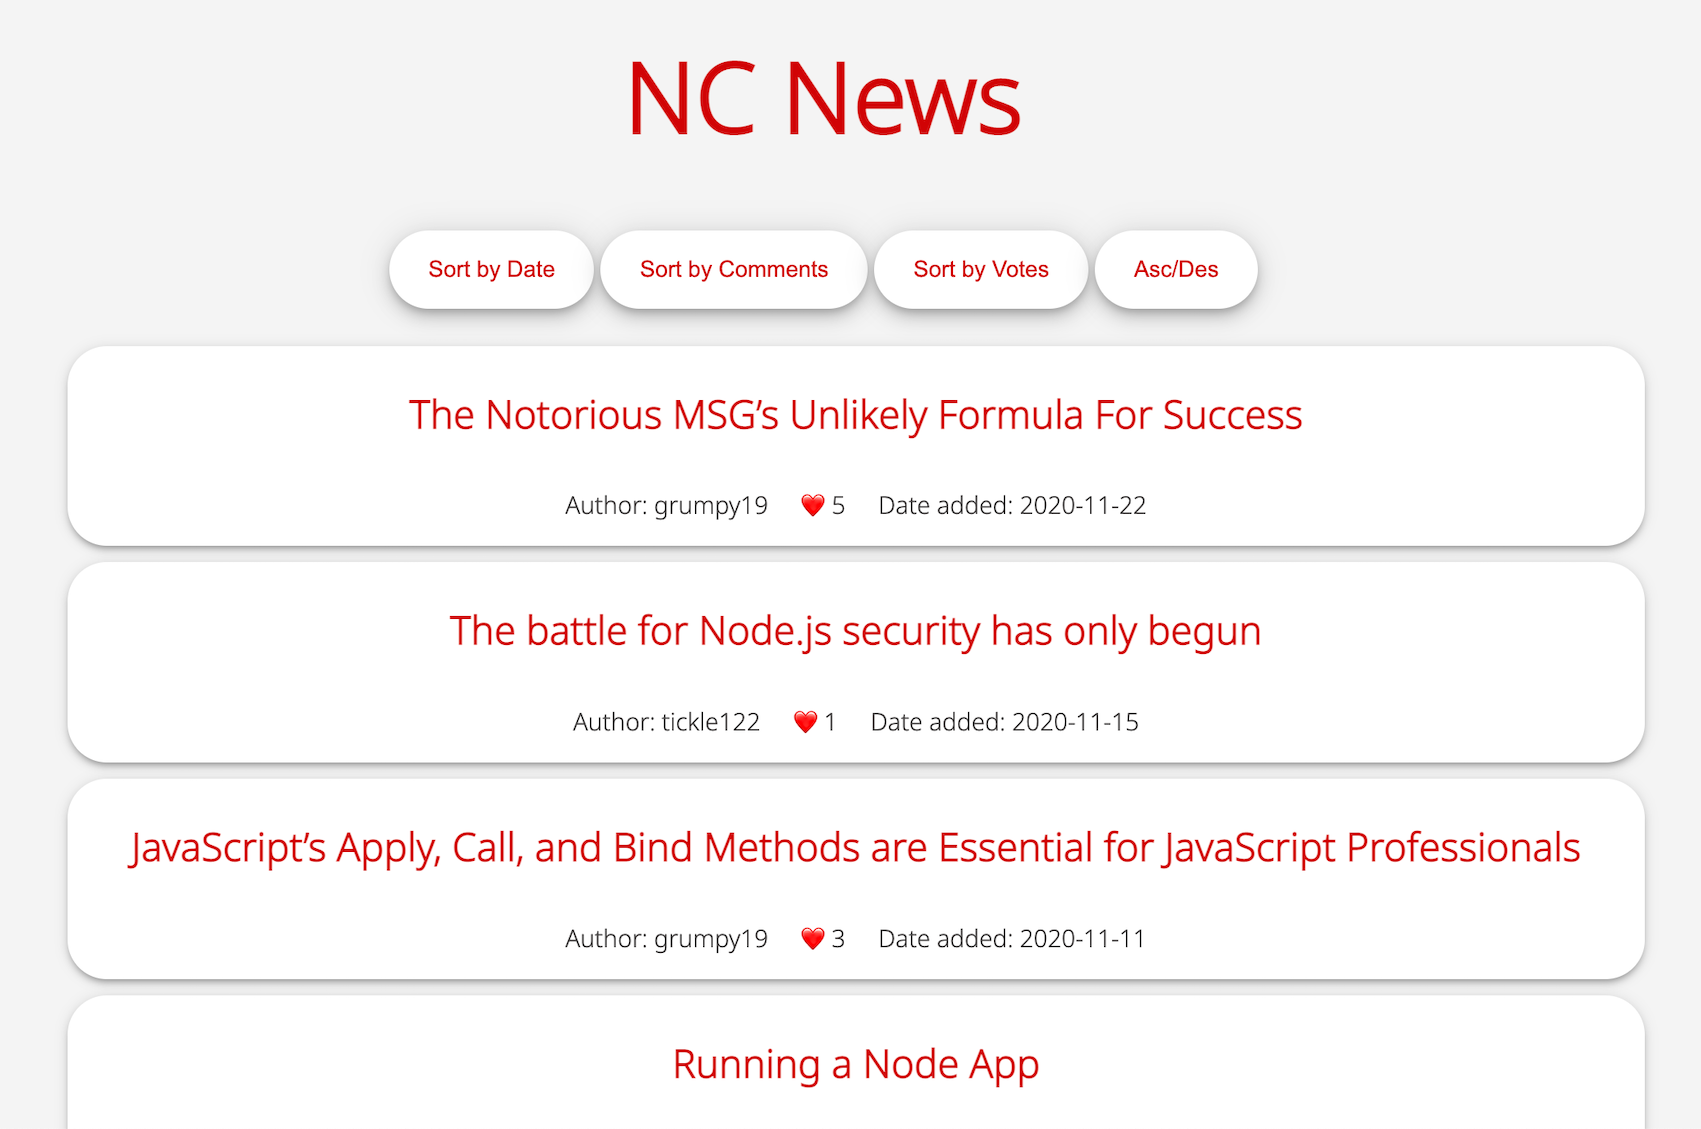 NC News
Sort by Date Sort by Comments Sort by Votes Asc/Des
The Notorious MSG’s Unlikely Formula For Success
Author: grumpy19 ❤️ 5 Date added: 2020-11-22
The battle for Node.js security has only begun
Author: tickle122 ❤️ 1 Date added: 2020-11-15
JavaScript’s Apply, Call, and Bind Methods are Essential for JavaScript Professionals
Author: grumpy19 ❤️ 3 Date added: 2020-11-11
Running a Node App